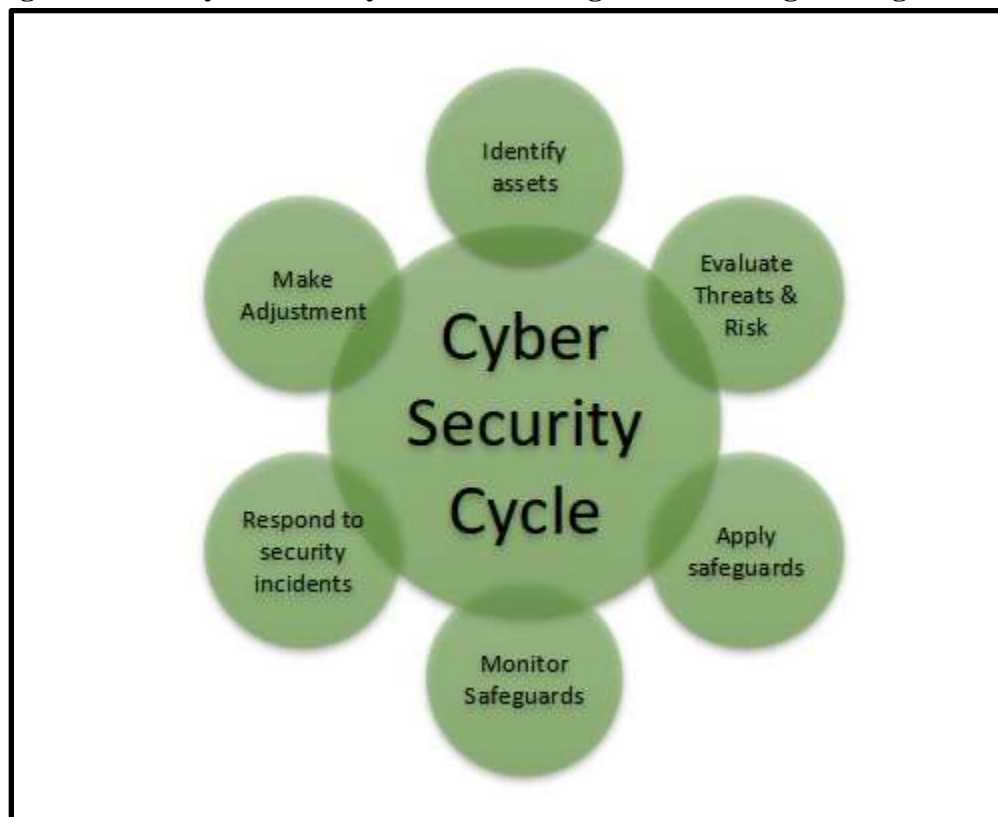 Cyber
Security
Cycle
Identify
assets
Evaluate
Threats &
Risk
Apply
safeguards
Monitor
Safeguards
Respond to
security
incidents
Make
Adjustment